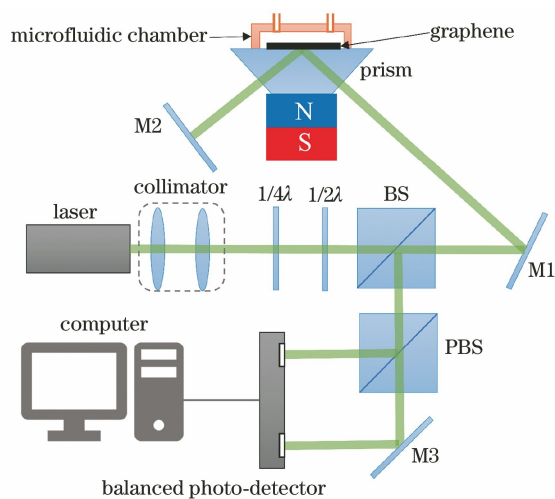 microfluidic chamber
graphene
prism
N
S
M2
collimator
1/4λ
1/2λ
BS
laser
M1
computer
PBS
M3
balanced photo-detector